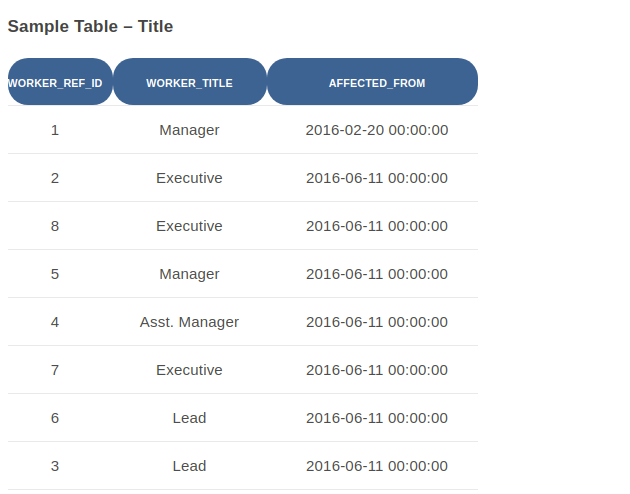 Sample Table – Title
WORKER_REF_ID WORKER_TITLE AFFECTED_FROM
1 Manager 2016-02-20 00:00:00
2 Executive 2016-06-11 00:00:00
8 Executive 2016-06-11 00:00:00
5 Manager 2016-06-11 00:00:00
4 Asst. Manager 2016-06-11 00:00:00
7 Executive 2016-06-11 00:00:00
6 Lead 2016-06-11 00:00:00
3 Lead 2016-06-11 00:00:00